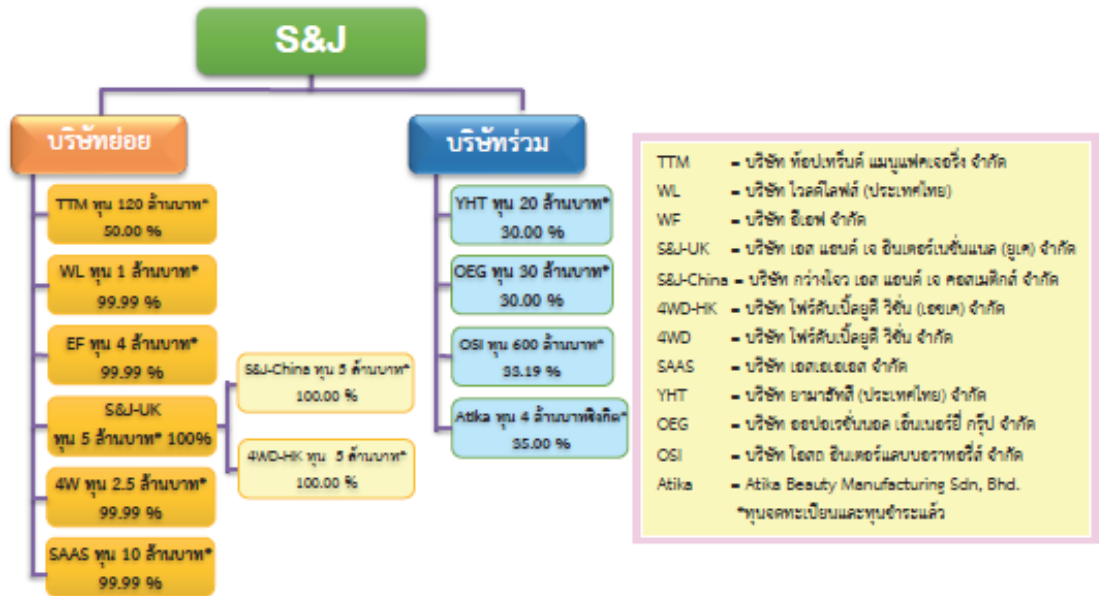 S&J
บริษัทย่อย
TTM ทุน 120 ล้านบาท*
50.00 %
WL ทุน 1 ล้านบาท*
99.99 %
EF ทุน 4 ล้านบาท*
99.99 %
S&J-UK
ทุน 5 ล้านบาท* 100%
4W ทุน 2.5 ล้านบาท*
99.99 %
SAAS ทุน 10 ล้านบาท*
99.99 %
S&J-China ทุน 5 ล้านบาท*
100.00 %
4WD-HK ทุน 5 ล้านบาท*
100.00 %
บริษัทร่วม
YHT ทุน 20 ล้านบาท*
30.00 %
OEG ทุน 30 ล้านบาท*
30.00 %
OSI ทุน 600 ล้านบาท*
33.19 %
Atika ทุน 4 ล้านบาทริงกิต*
35.00 %
TTM = บริษัท ท้อปเทร็นด์ แมนูแฟคเจอริ่ง จำกัด
WL = บริษัท ไวลด์ไลฟส์ (ประเทศไทย)
WF = บริษัท อีเอฟ จำกัด
S&J-UK = บริษัท เอส แอนด์ เจ อินเตอร์เนชั่นแนล (ยูเค) จำกัด
S&J-China = บริษัท กว่างโจว เอส แอนด์ เจ คอสเมติกส์ จำกัด
4WD-HK = บริษัท โฟร์ดับเบิ้ลยูดี วิชั่น (เอชเค) จำกัด
4WD = บริษัท โฟร์ดับเบิ้ลยูดี วิชั่น จำกัด
SAAS = บริษัท เอสเอเอเอส จำกัด
YHT = บริษัท ยามาฮัทสึ (ประเทศไทย) จำกัด
OEG = บริษัท ออปอเรชั่นนอล เอ็นเนอร์ยี่ กรุ๊ป จำกัด
OSI = บริษัท โอสถ อินเตอร์แลบบอราทอรีส์ จำกัด
Atika = Atika Beauty Manufacturing Sdn, Bhd.
*ทุนจดทะเบียนและทุนชำระแล้ว